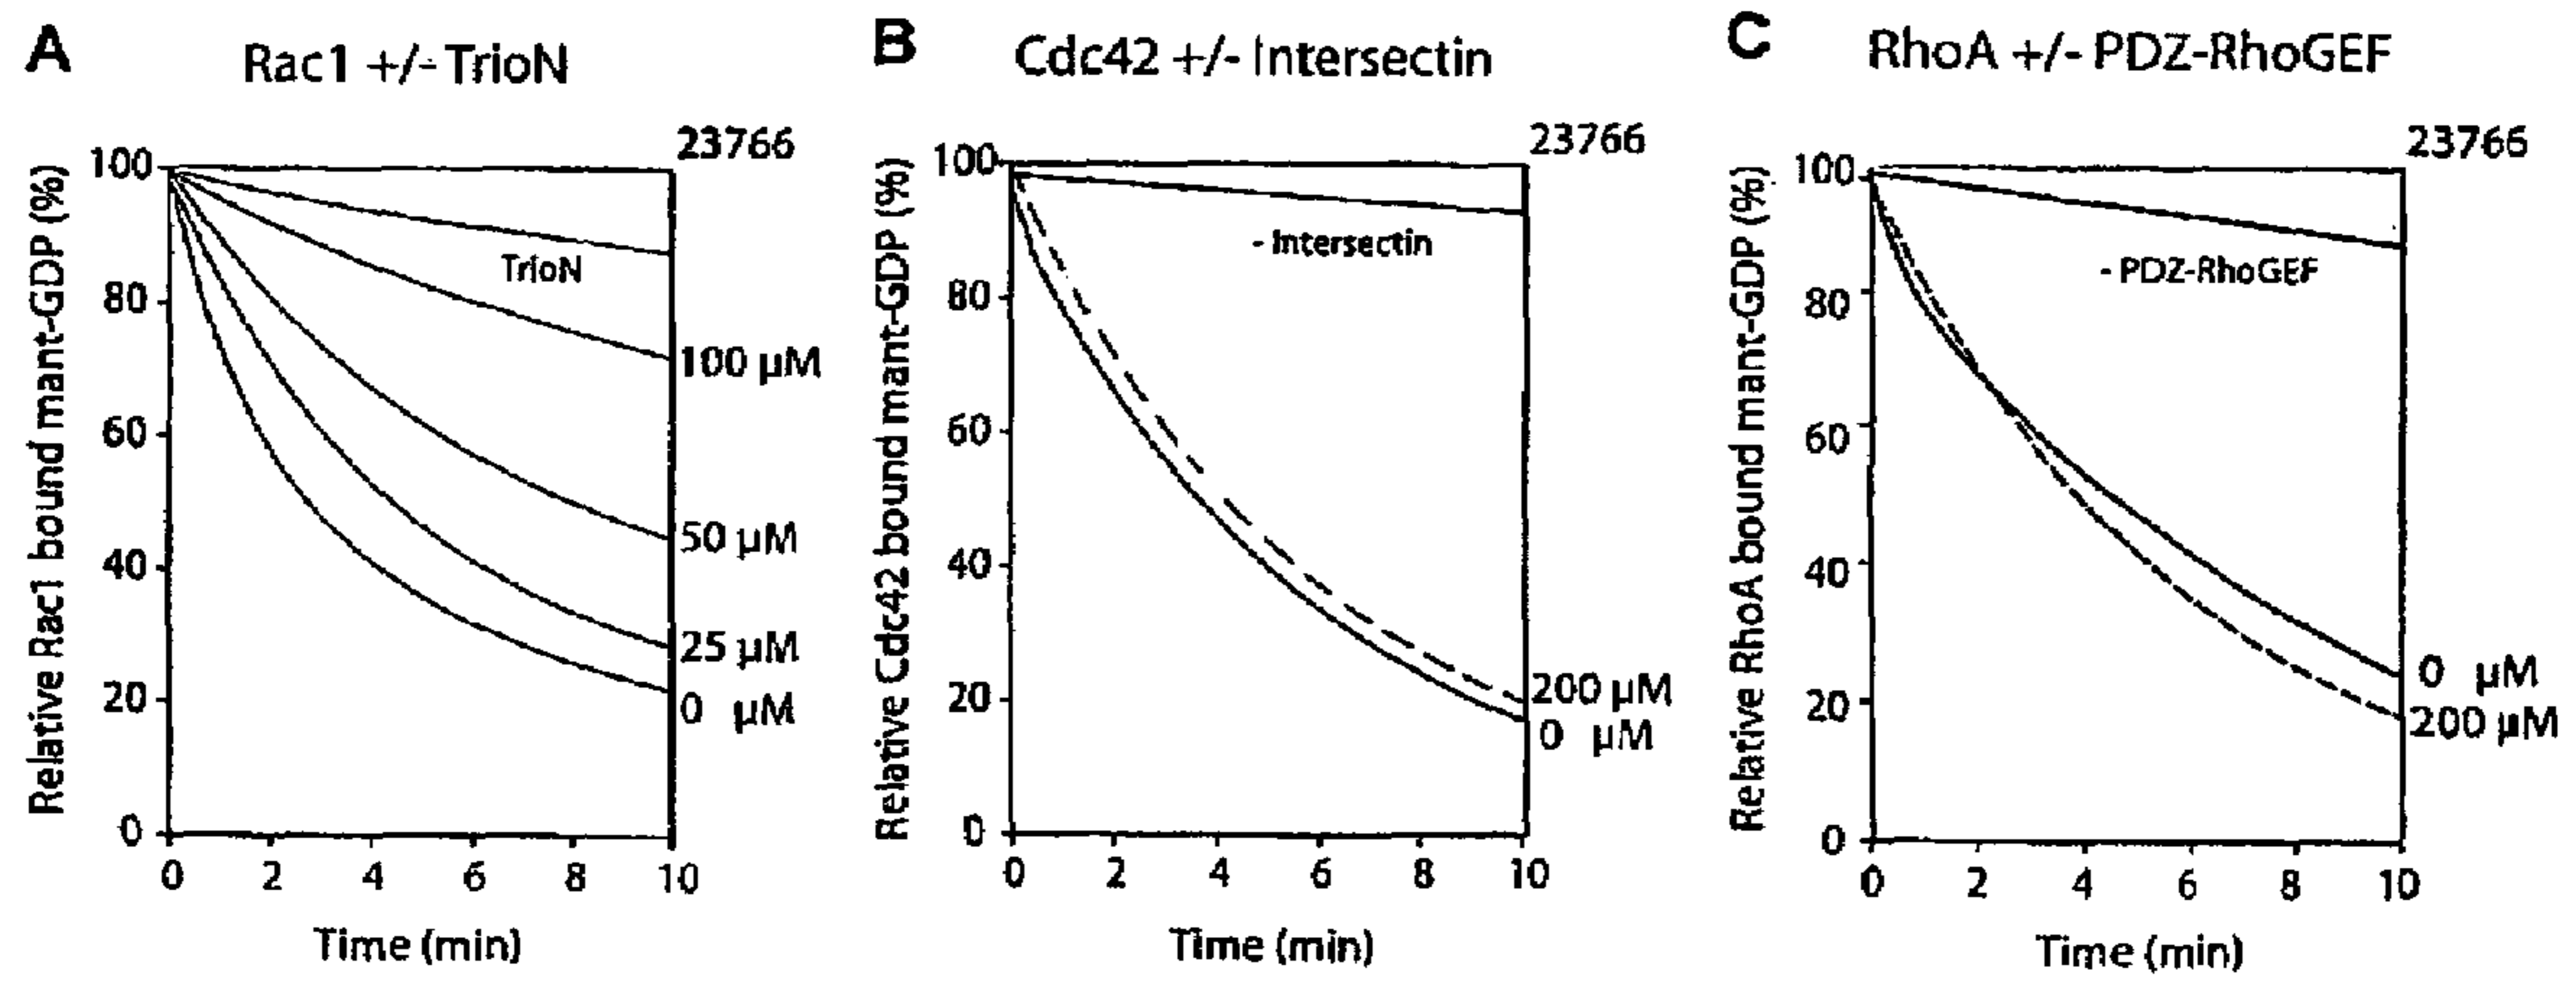 A
Rac1 +/- TrioN
23766
Relative Rac1 bound mant-GDP (%)
100
80
60
40
20
0
TrioN
100 µM
50 µM
25 µM
0 µM
0 2 4 6 8 10
Time (min)
B
Cdc42 +/- Intersectin
23766
Relative Cdc42 bound mant-GDP (%)
100
80
60
40
20
0
- Intersectin
200 µM
0 µM
0 2 4 6 8 10
Time (min)
C
RhoA +/- PDZ-RhoGEF
23766
Relative RhoA bound mant-GDP (%)
100
80
60
40
20
0
- PDZ-RhoGEF
0 µM
200 µM
0 2 4 6 8 10
Time (min)